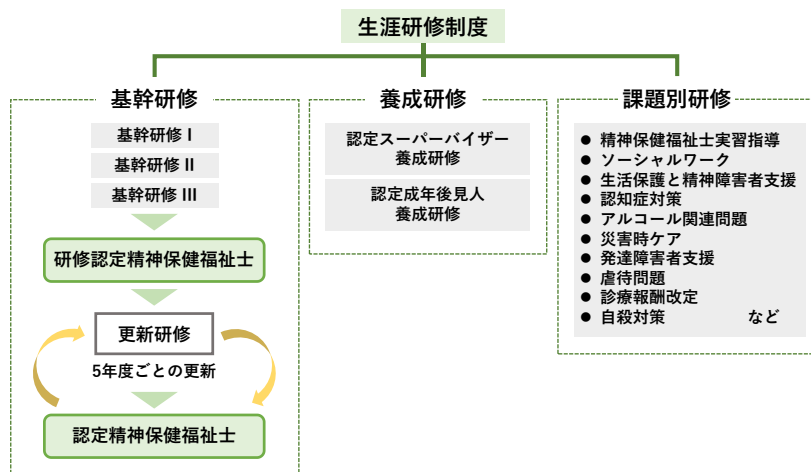 生涯研修制度
基幹研修
基幹研修 I
基幹研修 II
基幹研修 III
研修認定精神保健福祉士
更新研修
5年度ごとの更新
認定精神保健福祉士
養成研修
認定スーパーバイザー
養成研修
認定成年後見人
養成研修
課題別研修
● 精神保健福祉士実習指導
● ソーシャルワーク
● 生活保護と精神障害者支援
● 認知症対策
● アルコール関連問題
● 災害時ケア
● 発達障害者支援
● 虐待問題
● 診療報酬改定
● 自殺対策 など